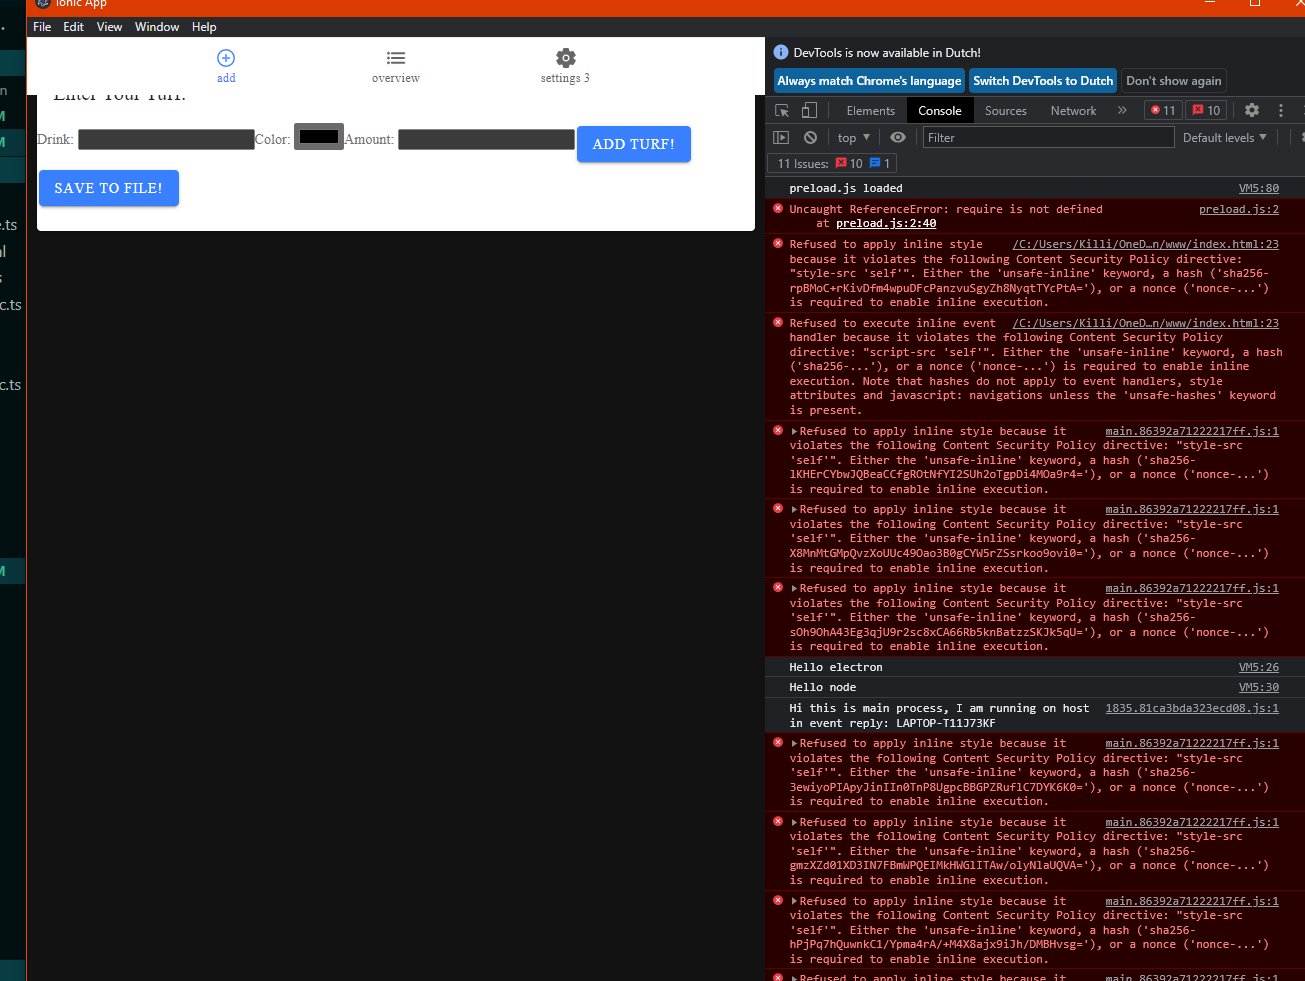 Ionic App
File Edit View Window Help
add
overview
settings 3
Enter Your Turf!
Drink:
Color:
Amount:
ADD TURF!
SAVE TO FILE!
n
M
M
e.ts
al
s
c.ts
c.ts
M
DevTools is now available in Dutch!
Always match Chrome's language Switch DevTools to Dutch Don't show again
Elements Console Sources Network » 11 10
top Filter Default levels
11 Issues: 10 1
preload.js loaded VM5:80
Uncaught ReferenceError: require is not defined preload.js:2
at preload.js:2:40
Refused to apply inline style /C:/Users/Killi/OneD…n/www/index.html:23
because it violates the following Content Security Policy directive:
"style-src 'self'". Either the 'unsafe-inline' keyword, a hash ('sha256-
rpBMoC+rKivDfm4wpuDFcPanzvuSgyZh8NyqtTYcPtA='), or a nonce ('nonce-...')
is required to enable inline execution.
Refused to execute inline event /C:/Users/Killi/OneD…n/www/index.html:23
handler because it violates the following Content Security Policy
directive: "script-src 'self'". Either the 'unsafe-inline' keyword, a hash
('sha256-...'), or a nonce ('nonce-...') is required to enable inline
execution. Note that hashes do not apply to event handlers, style
attributes and javascript: navigations unless the 'unsafe-hashes' keyword
is present.
Refused to apply inline style because it main.86392a71222217ff.js:1
violates the following Content Security Policy directive: "style-src
'self'". Either the 'unsafe-inline' keyword, a hash ('sha256-
lKHErCYbwJQBeaCCfgROtNfYI2SUh2oTgpDi4MOa9r4='), or a nonce ('nonce-...')
is required to enable inline execution.
Refused to apply inline style because it main.86392a71222217ff.js:1
violates the following Content Security Policy directive: "style-src
'self'". Either the 'unsafe-inline' keyword, a hash ('sha256-
X8MnMtGMpQvzXoUUc49Oao3B0gCYW5rZSsrkoo9ovi0='), or a nonce ('nonce-...')
is required to enable inline execution.
Refused to apply inline style because it main.86392a71222217ff.js:1
violates the following Content Security Policy directive: "style-src
'self'". Either the 'unsafe-inline' keyword, a hash ('sha256-
sOh9OhA43Eg3qjU9r2sc8xCA66Rb5knBatzzSKJk5qU='), or a nonce ('nonce-...')
is required to enable inline execution.
Hello electron VM5:26
Hello node VM5:30
Hi this is main process, I am running on host 1835.81ca3bda323ecd08.js:1
in event reply: LAPTOP-T11J73KF
Refused to apply inline style because it main.86392a71222217ff.js:1
violates the following Content Security Policy directive: "style-src
'self'". Either the 'unsafe-inline' keyword, a hash ('sha256-
3ewiyoPIApyJinIIn0TnP8UgpcBBGPZRuflC7DYK6K0='), or a nonce ('nonce-...')
is required to enable inline execution.
Refused to apply inline style because it main.86392a71222217ff.js:1
violates the following Content Security Policy directive: "style-src
'self'". Either the 'unsafe-inline' keyword, a hash ('sha256-
gmzXZd01XD3IN7FBmWPQEIMkHWGlITAw/olyNlaUQVA='), or a nonce ('nonce-...')
is required to enable inline execution.
Refused to apply inline style because it main.86392a71222217ff.js:1
violates the following Content Security Policy directive: "style-src
'self'". Either the 'unsafe-inline' keyword, a hash ('sha256-
hPjPq7hQuwnkC1/Ypma4rA/+M4X8ajx9iJh/DMBHvsg='), or a nonce ('nonce-...')
is required to enable inline execution.
Refused to apply inline style because it main.86392a71222217ff.js:1